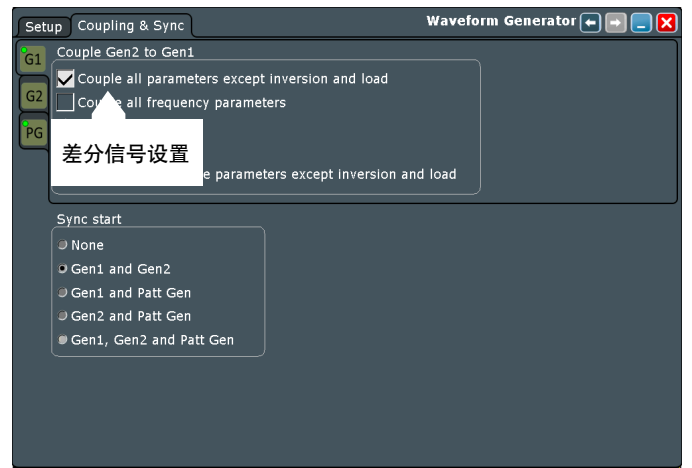 Setup Coupling & Sync Waveform Generator
G1
G2
PG
Couple Gen2 to Gen1
Couple all parameters except inversion and load
all frequency parameters
差分信号设置
parameters except inversion and load
Sync start
None
Gen1 and Gen2
Gen1 and Patt Gen
Gen2 and Patt Gen
Gen1, Gen2 and Patt Gen